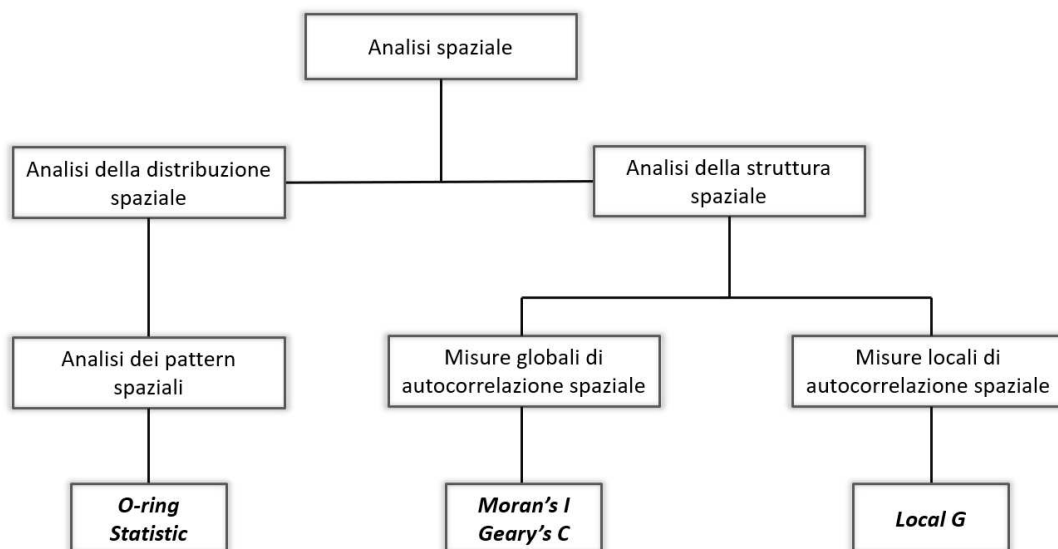 Analisi spaziale
Analisi della distribuzione
spaziale
Analisi della struttura
spaziale
Analisi dei pattern
spaziali
Misure globali di
autocorrelazione spaziale
Misure locali di
autocorrelazione spaziale
O-ring
Statistic
Moran's I
Geary's C
Local G